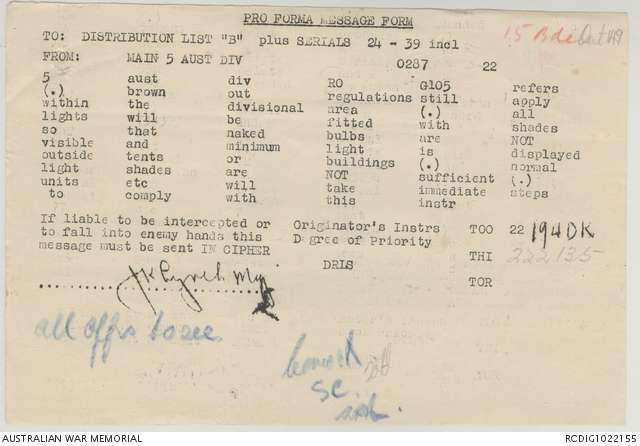 PRO FORMA MESSAGE FORM
TO: DISTRIBUTION LIST "B" plus SERIALS 24 - 39 incl
15 Bde
FROM: MAIN 5 AUST DIV 0287 22
5 aust div RO G105 refers
(.) brown out regulations still apply
within the divisional area (.) all
lights will be fitted with shades
so that naked bulbs are NOT
visible and minimum light is displayed
outside tents or buildings (.) normal
light shades are NOT sufficient (.)
units etc will take immediate steps
to comply with this instr
If liable to be intercepted or
to fall into enemy hands this
message must be sent IN CIPHER
Originator's Instrs
Degree of Priority
DRLS
TOO 22 1940K
THI 222135
TOR
all offrs to see
SC.
AUSTRALIAN WAR MEMORIAL
RCDIG1022155